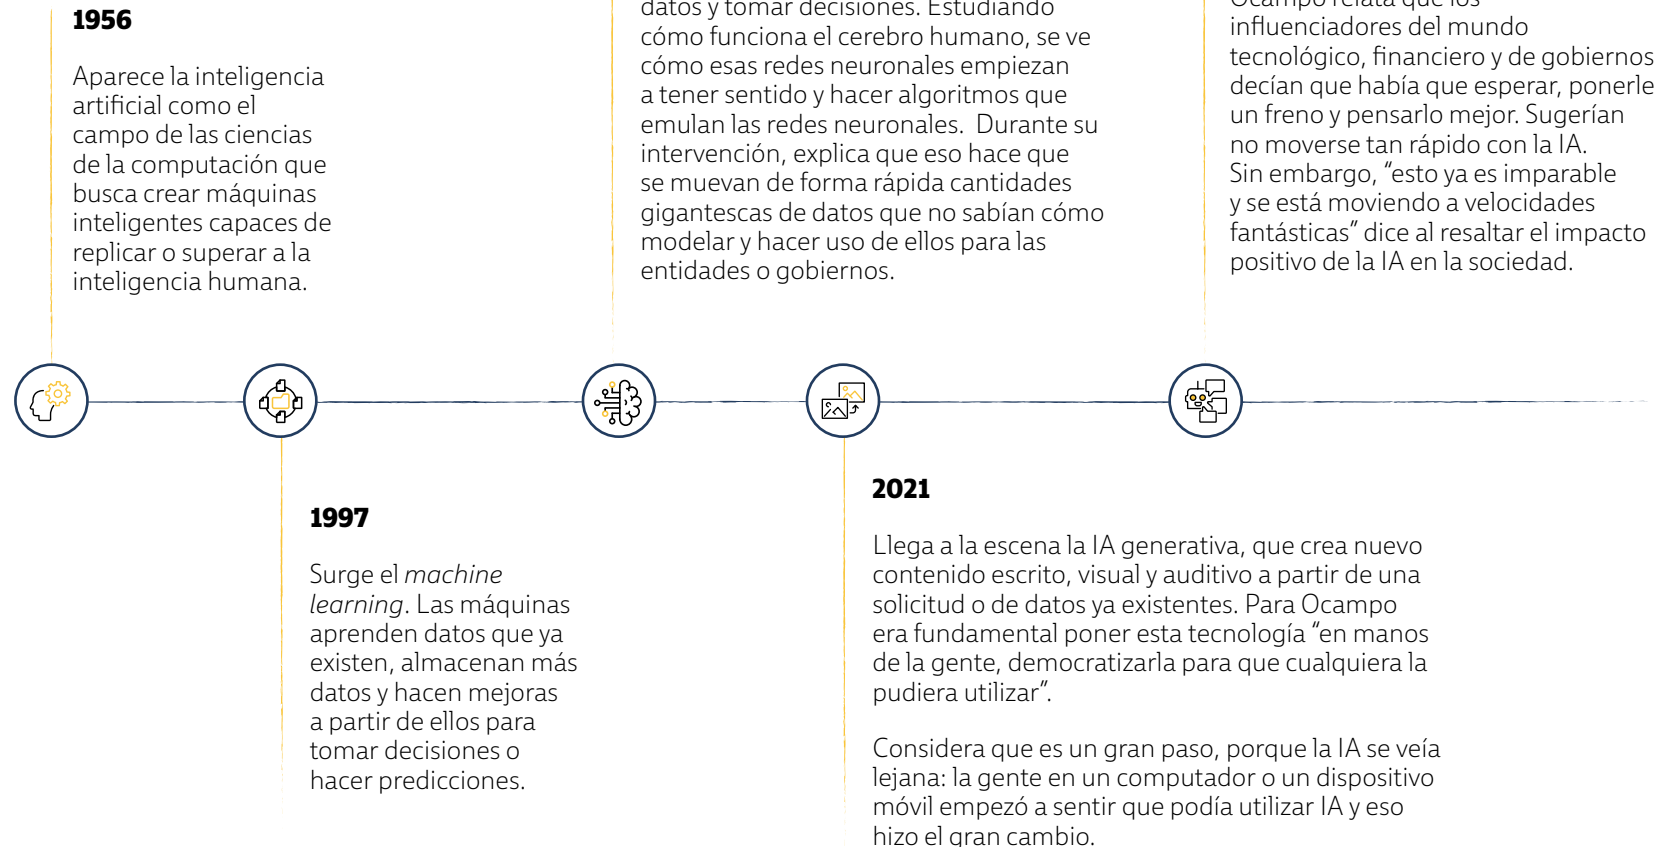 1956
Aparece la inteligencia
artificial como el
campo de las ciencias
de la computación que
busca crear máquinas
inteligentes capaces de
replicar o superar a la
inteligencia humana.
1997
Surge el machine
learning. Las máquinas
aprenden datos que ya
existen, almacenan más
datos y hacen mejoras
a partir de ellos para
tomar decisiones o
hacer predicciones.
datos y tomar decisiones. Estudiando
cómo funciona el cerebro humano, se ve
cómo esas redes neuronales empiezan
a tener sentido y hacer algoritmos que
emulan las redes neuronales. Durante su
intervención, explica que eso hace que
se muevan de forma rápida cantidades
gigantescas de datos que no sabían cómo
modelar y hacer uso de ellos para las
entidades o gobiernos.
2021
Llega a la escena la IA generativa, que crea nuevo
contenido escrito, visual y auditivo a partir de una
solicitud o de datos ya existentes. Para Ocampo
era fundamental poner esta tecnología “en manos
de la gente, democratizarla para que cualquiera la
pudiera utilizar”.
Considera que es un gran paso, porque la IA se veía
lejana: la gente en un computador o un dispositivo
móvil empezó a sentir que podía utilizar IA y eso
hizo el gran cambio.
Ocampo relata que los
influenciadores del mundo
tecnológico, financiero y de gobiernos
decían que había que esperar, ponerle
un freno y pensarlo mejor. Sugerían
no moverse tan rápido con la IA.
Sin embargo, “esto ya es imparable
y se está moviendo a velocidades
fantásticas” dice al resaltar el impacto
positivo de la IA en la sociedad.